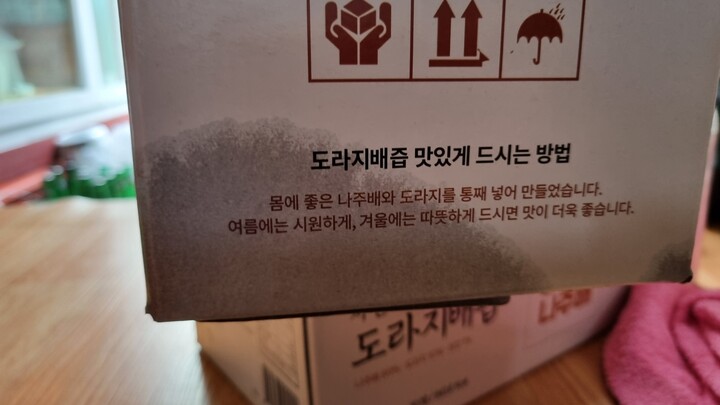 도라지배즙 맛있게 드시는 방법
몸에 좋은 나주배와 도라지를 통째 넣어 만들었습니다.
여름에는 시원하게, 겨울에는 따뜻하게 드시면 맛이 더욱 좋습니다.
도라지배즙
나주배